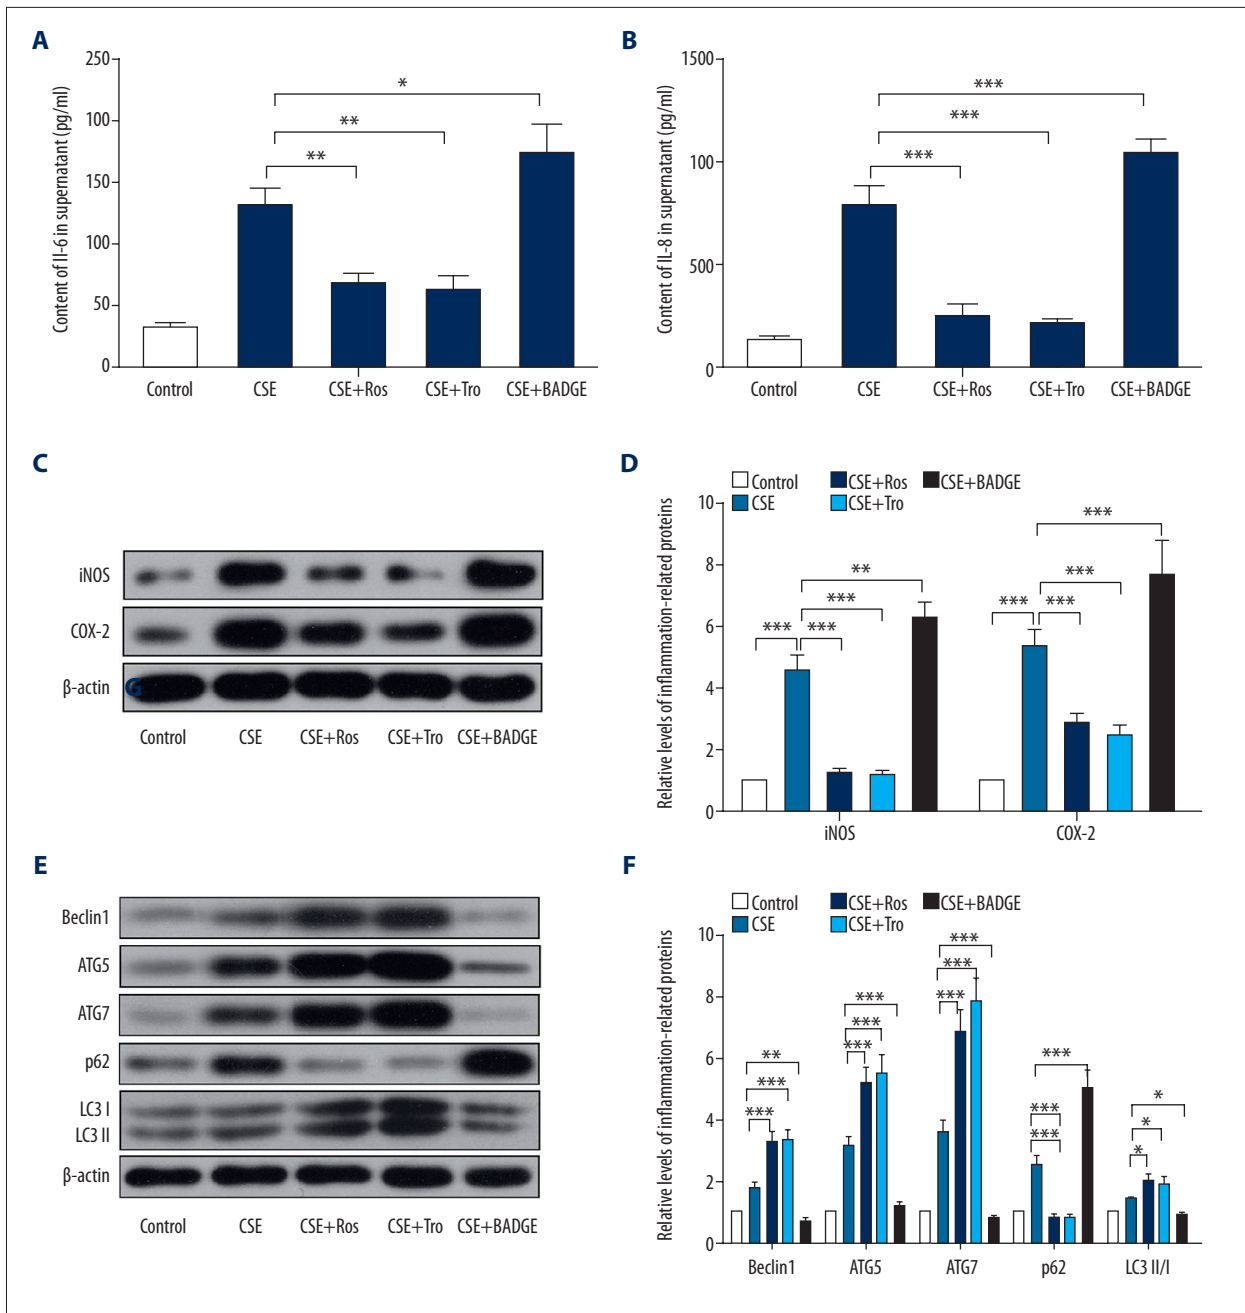 A
Content of Il-6 in supernatant (pg/ml)
250
100
150
100
50
0
*
**
**
Control CSE CSE+Ros CSE+Tro CSE+BADGE
B
Content of IL-8 in supernatant (pg/ml)
1500
100
500
0
***
***
***
Control CSE CSE+Ros CSE+Tro CSE+BADGE
C
iNOS
COX-2
β-actin
G
Control CSE CSE+Ros CSE+Tro CSE+BADGE
D
Relative levels of inflammation-related proteins
Control CSE+Ros CSE+BADGE
CSE CSE+Tro
10
8
6
4
2
0
**
***
*** ***
***
***
*** ***
iNOS COX-2
E
Beclin1
ATG5
ATG7
p62
LC3 I
LC3 II
β-actin
Control CSE CSE+Ros CSE+Tro CSE+BADGE
F
Relative levels of inflammation-related proteins
Control CSE+Ros CSE+BADGE
CSE CSE+Tro
10
8
6
4
2
0
**
***
***
***
***
***
***
***
***
***
***
***
*
*
*
Beclin1 ATG5 ATG7 p62 LC3 II/I